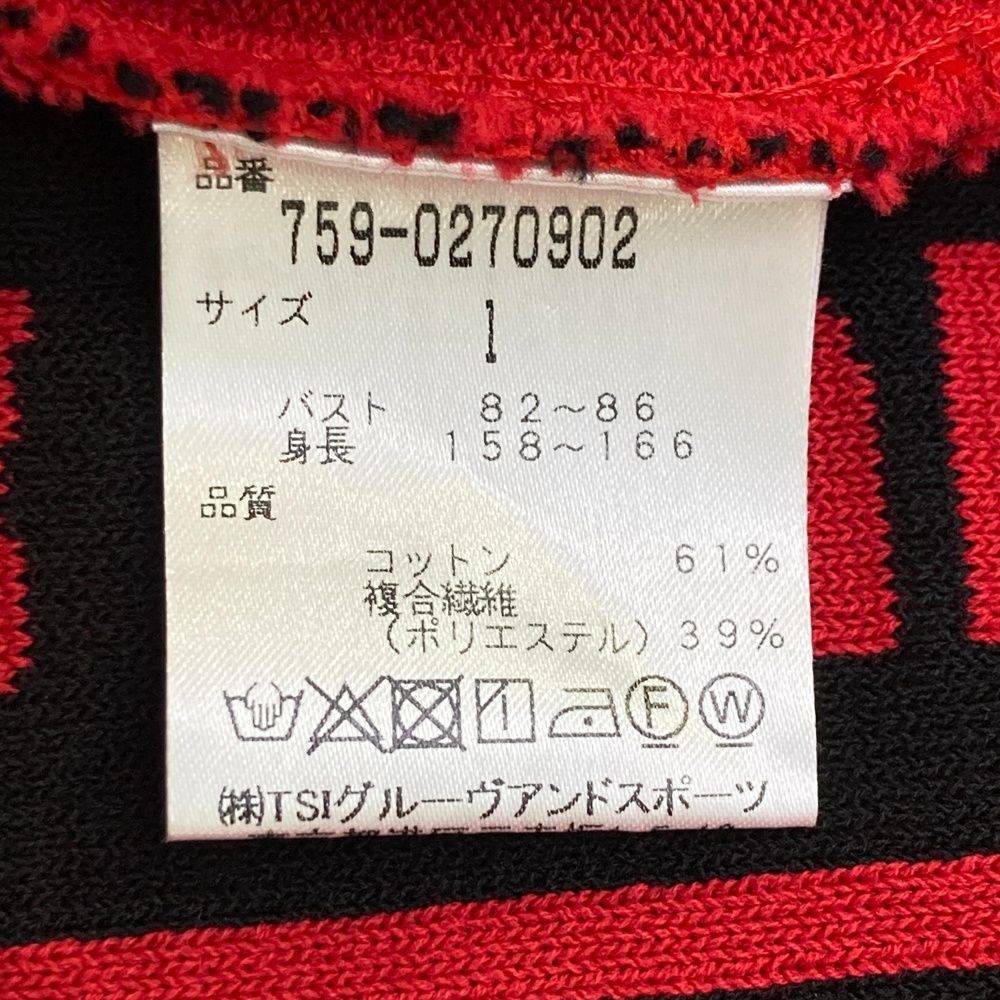 品番
759-0270902
サイズ 1
バスト 82～86
身長 158～166
品質
コットン 61%
複合繊維
(ポリエステル) 39%
F W
㈱TSIグルーヴアンドスポーツ